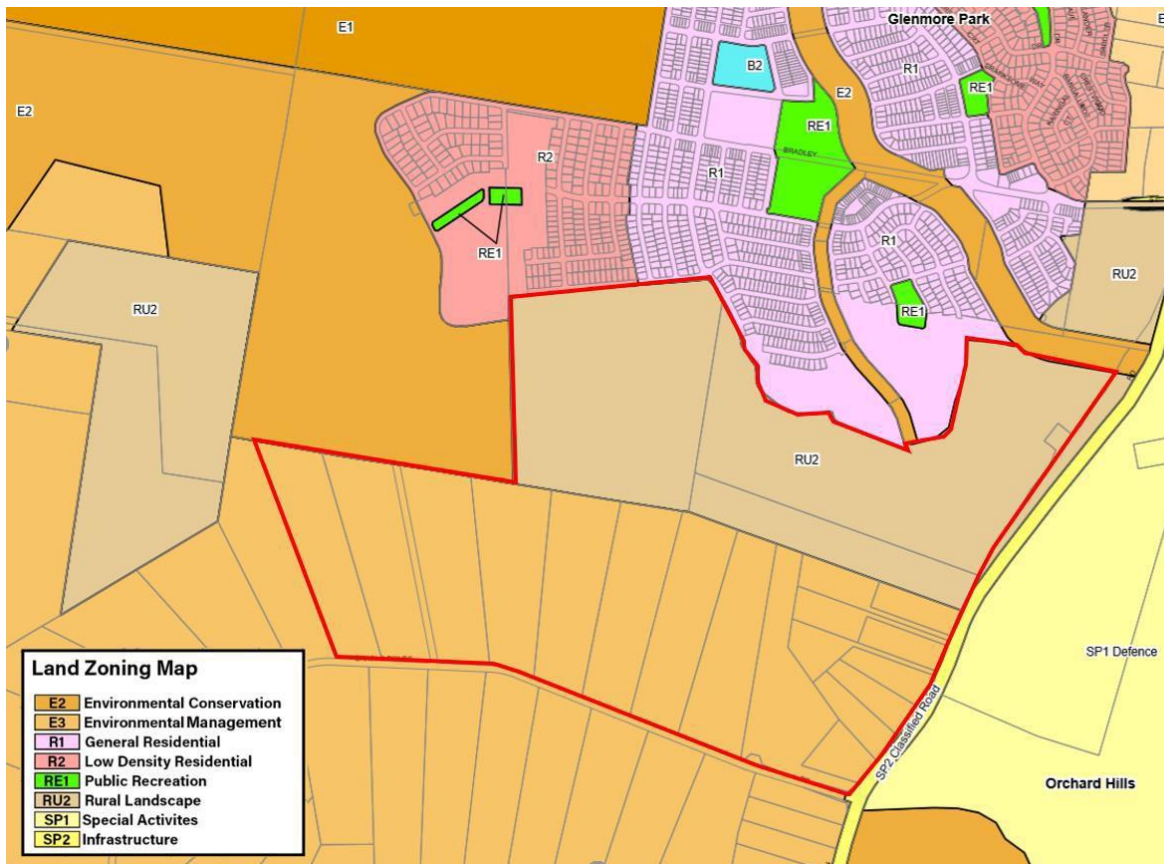 Glenmore Park
E1
E
B2
R1
E2
RE1
E2
RE1
BRADLEY
R2
R1
RE1
R1
RU2
RU2
RE1
RU2
SP1 Defence
SP2 Classified Road
Orchard Hills
Land Zoning Map
E2 Environmental Conservation
E3 Environmental Management
R1 General Residential
R2 Low Density Residential
RE1 Public Recreation
RU2 Rural Landscape
SP1 Special Activites
SP2 Infrastructure